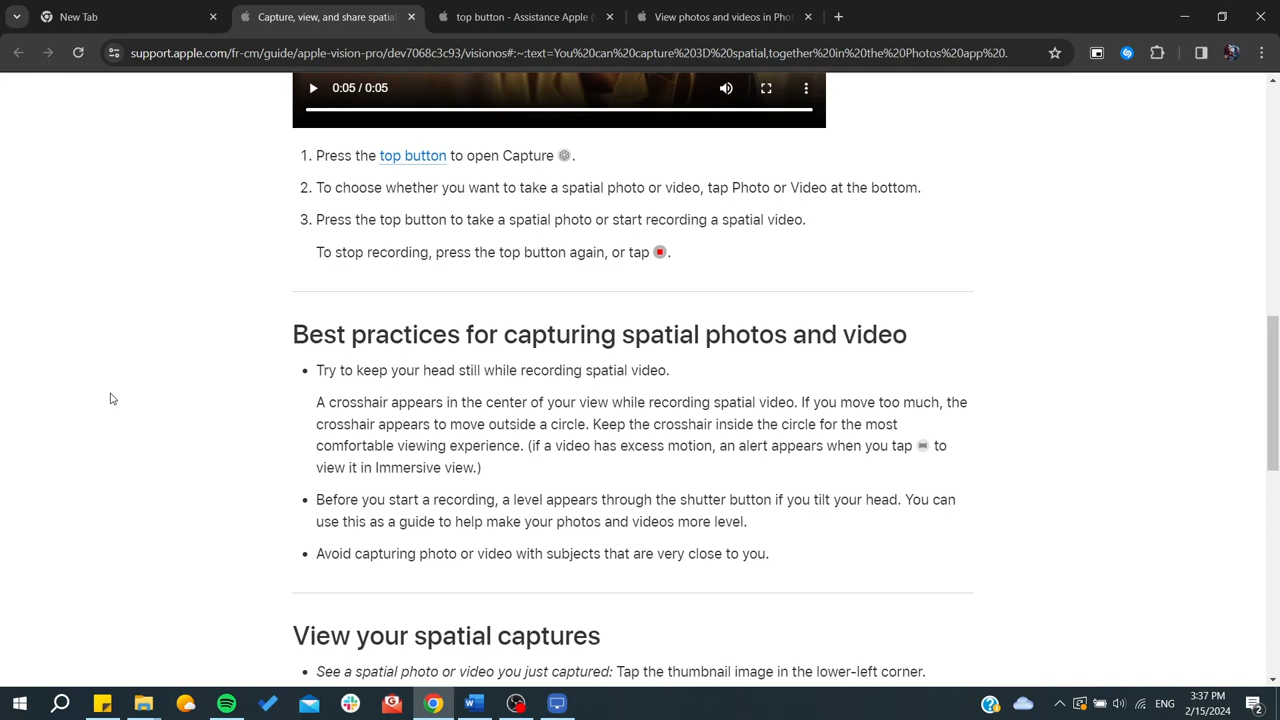 New Tab
Capture, view, and share spatial
top button - Assistance Apple (
View photos and videos in Phot
support.apple.com/fr-cm/guide/apple-vision-pro/dev7068c3c93/visionos#:~:text=You%20can%20capture%203D%20spatial,together%20in%20the%20Photos%20app%20.
0:05 / 0:05
1. Press the top button to open Capture.
2. To choose whether you want to take a spatial photo or video, tap Photo or Video at the bottom.
3. Press the top button to take a spatial photo or start recording a spatial video.
To stop recording, press the top button again, or tap.
Best practices for capturing spatial photos and video
• Try to keep your head still while recording spatial video.
A crosshair appears in the center of your view while recording spatial video. If you move too much, the
crosshair appears to move outside a circle. Keep the crosshair inside the circle for the most
comfortable viewing experience. (if a video has excess motion, an alert appears when you tap to
view it in Immersive view.)
• Before you start a recording, a level appears through the shutter button if you tilt your head. You can
use this as a guide to help make your photos and videos more level.
• Avoid capturing photo or video with subjects that are very close to you.
View your spatial captures
• See a spatial photo or video you just captured: Tap the thumbnail image in the lower-left corner.
ENG
3:37 PM
2/15/2024
2